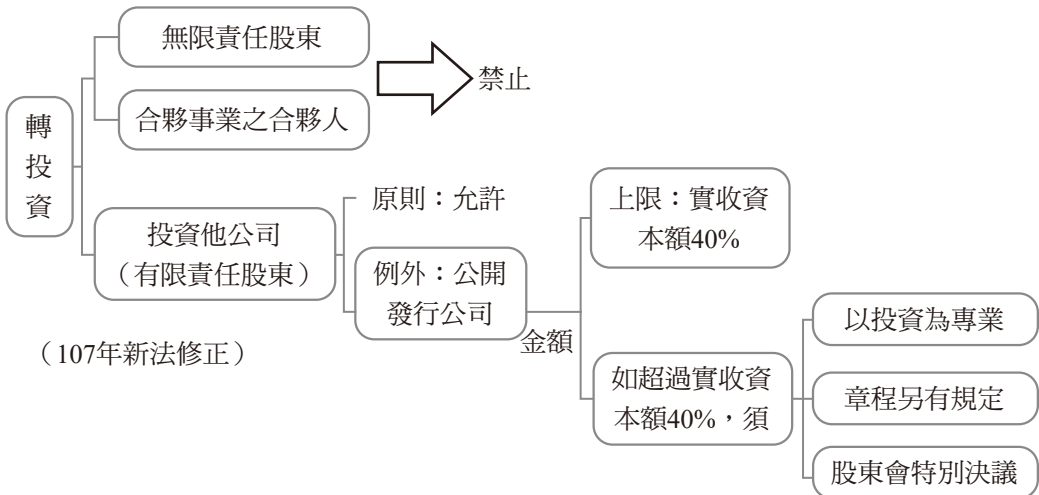 轉
投
資
無限責任股東
合夥事業之合夥人
禁止
投資他公司
（有限責任股東）
原則：允許
例外：公開
發行公司
金額
上限：實收資
本額40%
如超過實收資
本額40%，須
以投資為專業
章程另有規定
股東會特別決議
（107年新法修正）